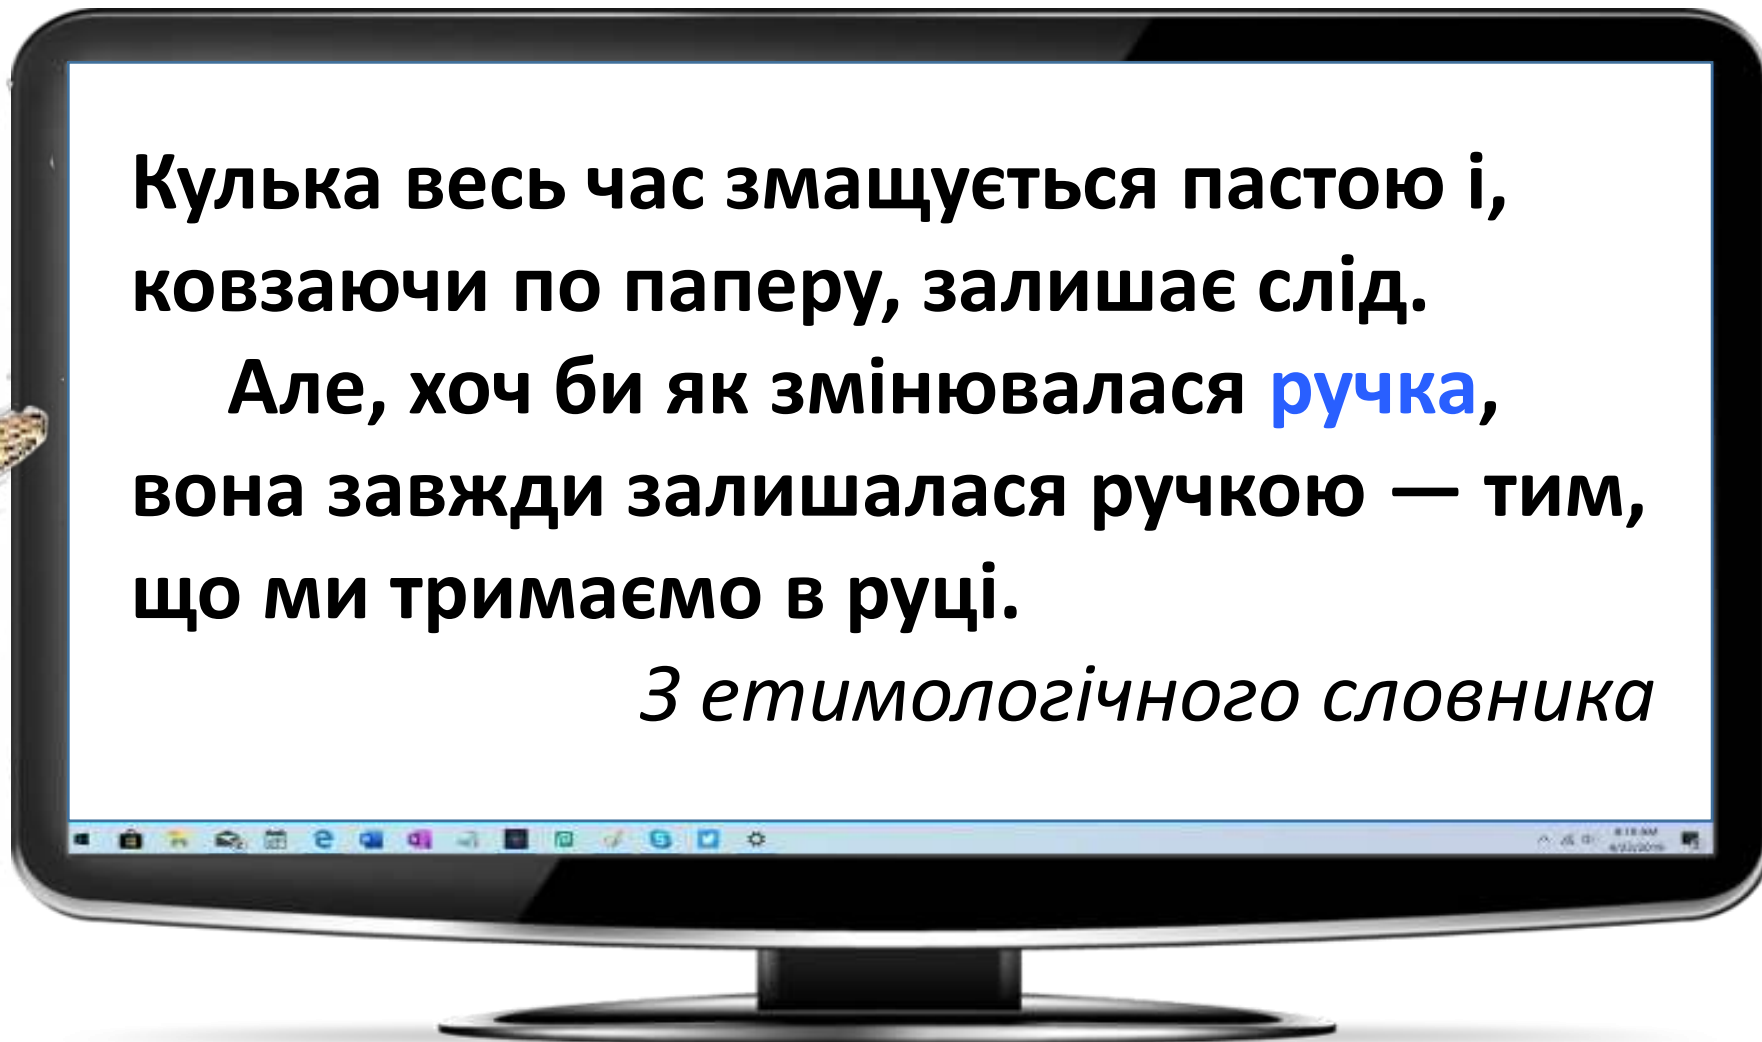 Кулька весь час змащується пастою і,
ковзаючи по паперу, залишає слід.
Але, хоч би як змінювалася ручка,
вона завжди залишалася ручкою — тим,
що ми тримаємо в руці.
З етимологічного словника